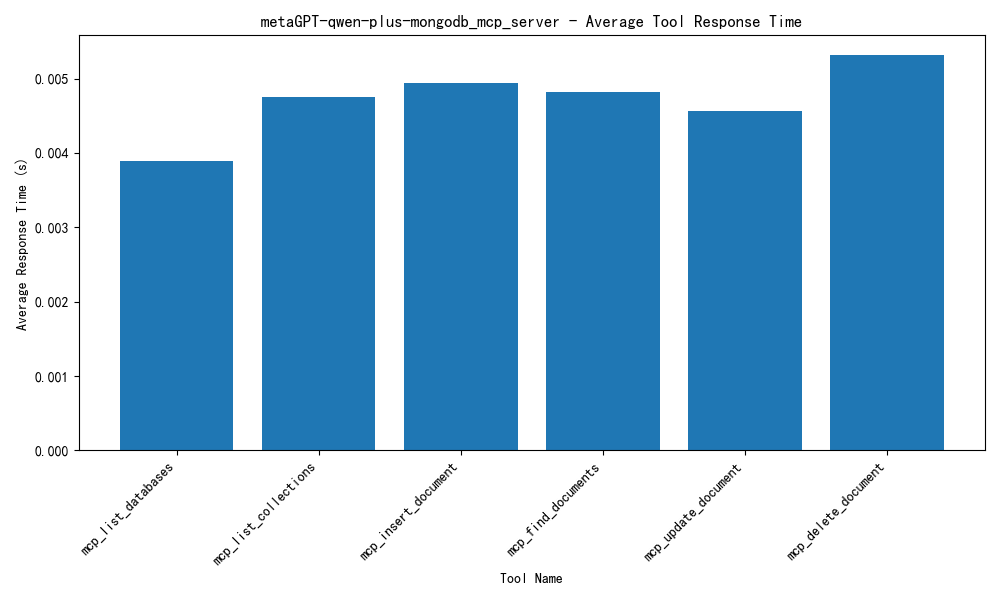 metaGPT-qwen-plus-mongodb_mcp_server - Average Tool Response Time
Average Response Time (s)
0.005
0.004
0.003
0.002
0.001
0.000
mcp_list_databases
mcp_list_collections
mcp_insert_document
mcp_find_documents
mcp_update_document
mcp_delete_document
Tool Name